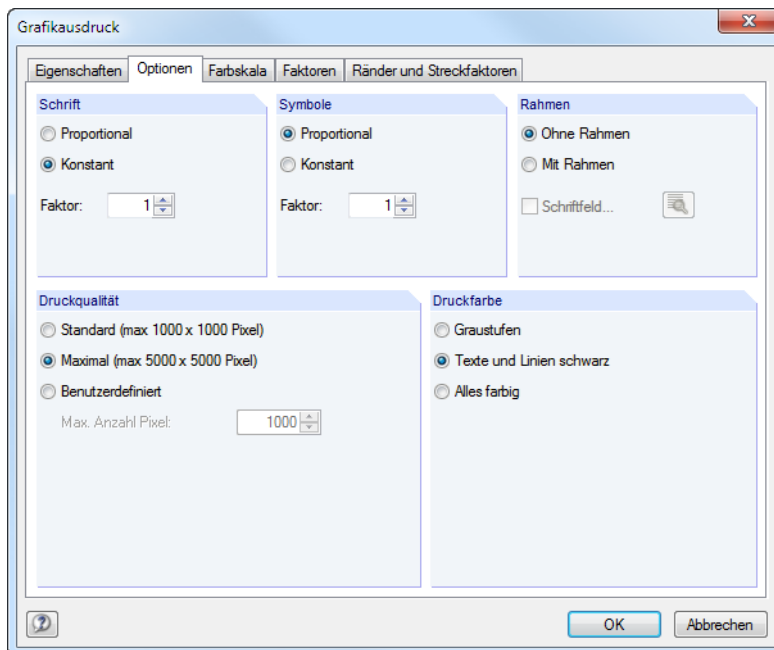 Grafikausdruck
Eigenschaften Optionen Farbskala Faktoren Ränder und Streckfaktoren
Schrift
Proportional
Konstant
Faktor: 1
Symbole
Proportional
Konstant
Faktor: 1
Rahmen
Ohne Rahmen
Mit Rahmen
Schriftfeld...
Druckqualität
Standard (max 1000 x 1000 Pixel)
Maximal (max 5000 x 5000 Pixel)
Benutzerdefiniert
Max. Anzahl Pixel: 1000
Druckfarbe
Graustufen
Texte und Linien schwarz
Alles farbig
OK Abbrechen